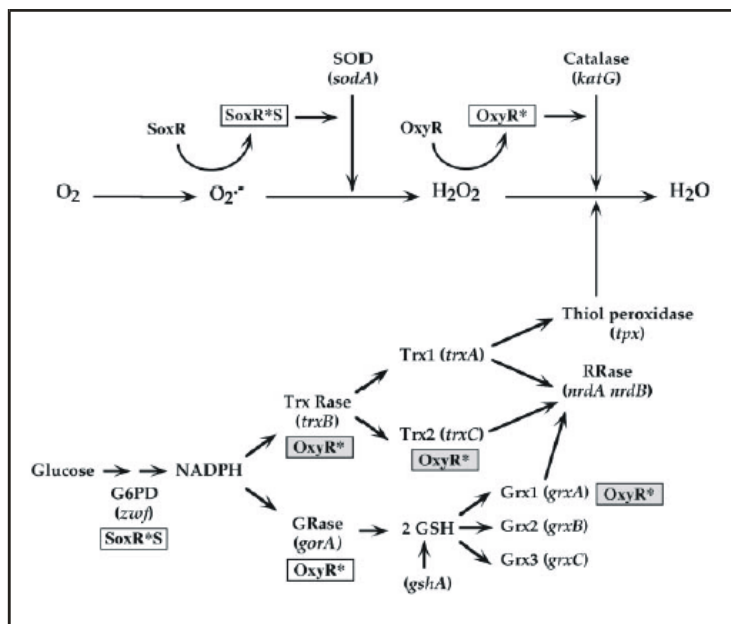 SOD
(sodA)
Catalase
(katG)
SoxR
SoxR*S
OxyR
OxyR*
O2
O2.-
H2O2
H2O
Thiol peroxidase
(tpx)
Trx1 (trxA)
RRase
(nrdA nrdB)
Trx Rase
(trxB)
OxyR*
Trx2 (trxC)
OxyR*
Glucose
NADPH
G6PD
(zwf)
SoxR*S
GRase
(gorA)
OxyR*
2 GSH
(gshA)
Grx1 (grxA)
OxyR*
Grx2 (grxB)
Grx3 (grxC)